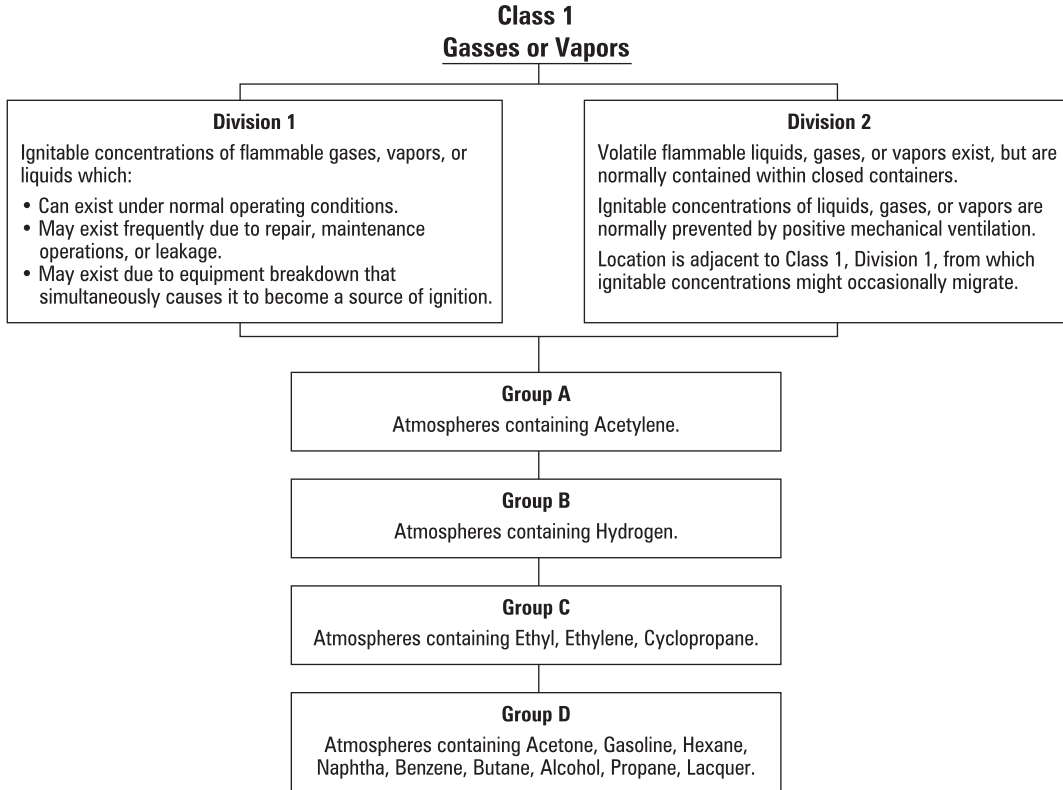 Class 1
Gasses or Vapors
Division 1
Ignitable concentrations of flammable gases, vapors, or
liquids which:
• Can exist under normal operating conditions.
• May exist frequently due to repair, maintenance
operations, or leakage.
• May exist due to equipment breakdown that
simultaneously causes it to become a source of ignition.
Division 2
Volatile flammable liquids, gases, or vapors exist, but are
normally contained within closed containers.
Ignitable concentrations of liquids, gases, or vapors are
normally prevented by positive mechanical ventilation.
Location is adjacent to Class 1, Division 1, from which
ignitable concentrations might occasionally migrate.
Group A
Atmospheres containing Acetylene.
Group B
Atmospheres containing Hydrogen.
Group C
Atmospheres containing Ethyl, Ethylene, Cyclopropane.
Group D
Atmospheres containing Acetone, Gasoline, Hexane,
Naphtha, Benzene, Butane, Alcohol, Propane, Lacquer.